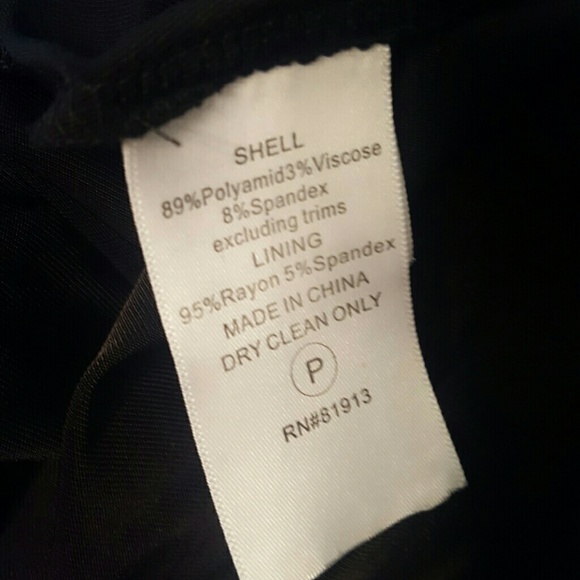 SHELL
89%Polyamid3%Viscose
8%Spandex
excluding trims
LINING
95%Rayon 5%Spandex
MADE IN CHINA
DRY CLEAN ONLY
P
RN#81913